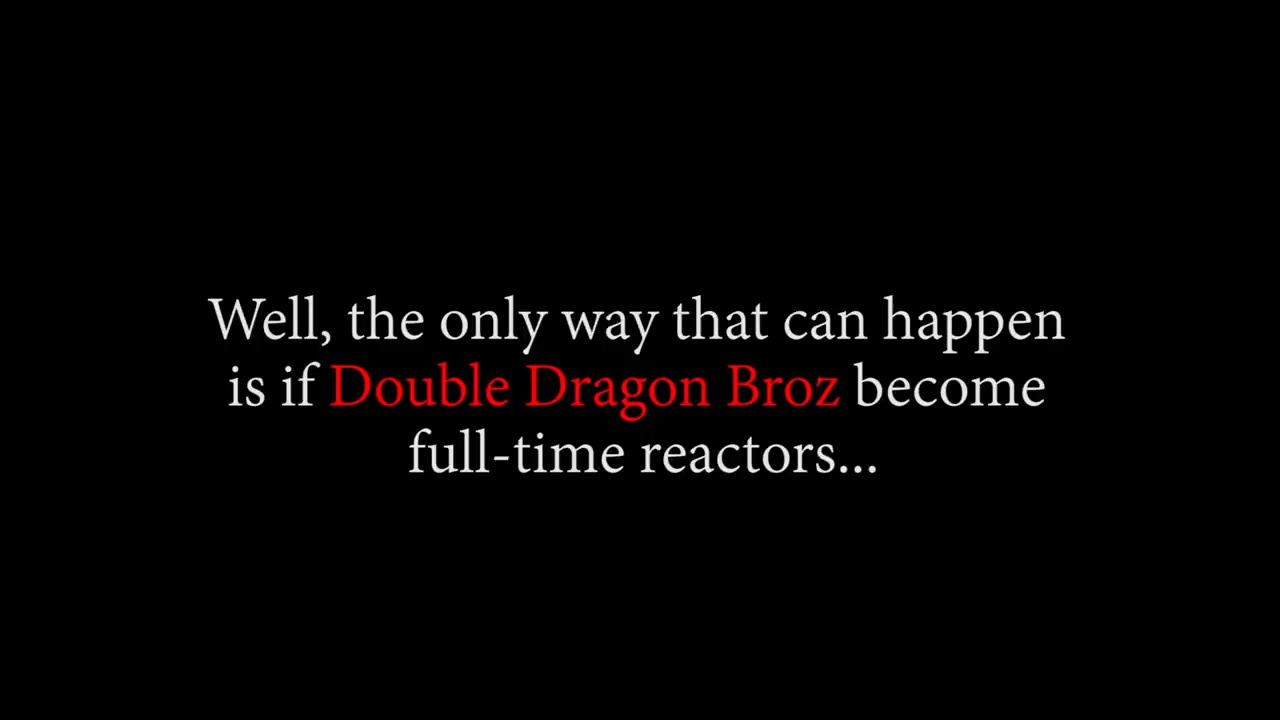 Well, the only way that can happen
is if Double Dragon Broz become
full-time reactors...